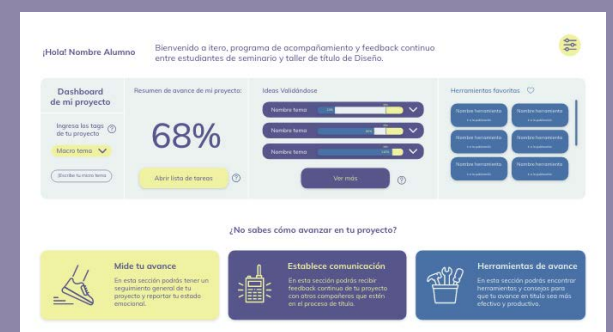 ¡Hola! Nombre Alumno
Bienvenido a itero, programa de acompañamiento y feedback continuo
entre estudiantes de seminario y taller de título de Diseño.
Dashboard
de mi proyecto
Ingresa los tags
de tu proyecto
Macro tema
Resumen de avance de mi proyecto:
68%
Abrir lista de tareas
Ideas Validándose
Nombre tema
Nombre tema
Nombre tema
Ver más
Herramientas favoritas
Nombre herramienta
Nombre herramienta
Nombre herramienta
Nombre herramienta
Nombre herramienta
Nombre herramienta
¿No sabes cómo avanzar en tu proyecto?
Mide tu avance
En esta sección podrás tener un
seguimiento general de tu
proyecto y reportar tu estado
emocional.
Establece comunicación
En esta sección podrás recibir
feedback continuo de tu proyecto
con otros compañeros que estén
en el proceso de título.
Herramientas de avance
En esta sección podrás encontrar
herramientas y consejos para
que tu avance en título sea más
efectivo y productivo.